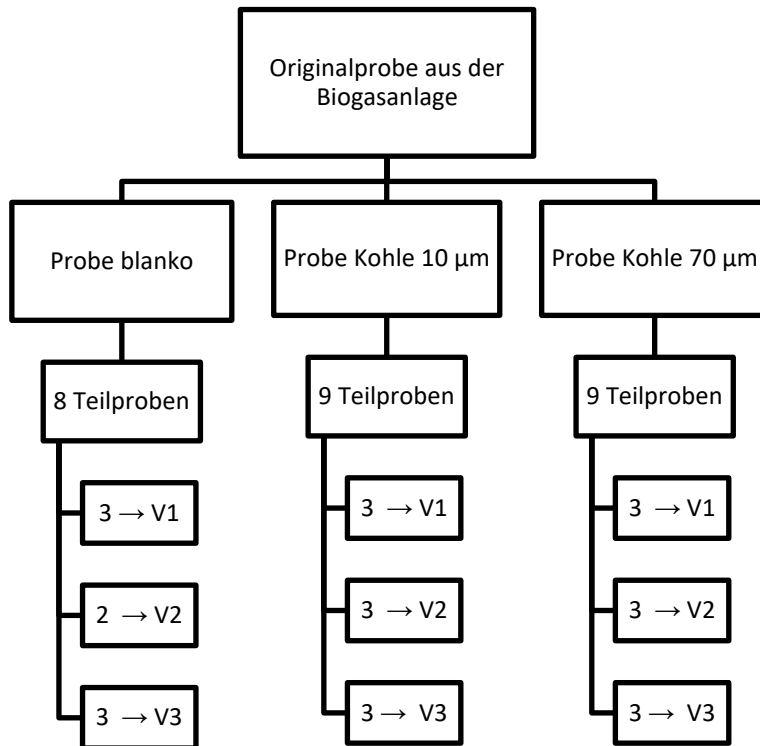 Originalprobe aus der
Biogasanlage
Probe blanko
Probe Kohle 10 µm
Probe Kohle 70 µm
8 Teilproben
9 Teilproben
9 Teilproben
3 → V1
3 → V1
3 → V1
2 → V2
3 → V2
3 → V2
3 → V3
3 → V3
3 → V3